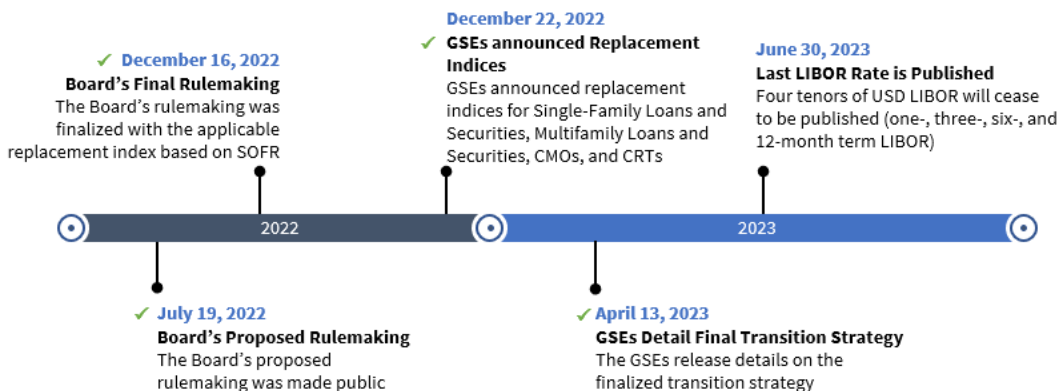 December 16, 2022
Board's Final Rulemaking
The Board's rulemaking was
finalized with the applicable
replacement index based on SOFR
December 22, 2022
GSEs announced Replacement
Indices
GSEs announced replacement
indices for Single-Family Loans and
Securities, Multifamily Loans and
Securities, CMOs, and CRTs
June 30, 2023
Last LIBOR Rate is Published
Four tenors of USD LIBOR will cease
to be published (one-, three-, six-, and
12-month term LIBOR)
2022
2023
July 19, 2022
Board's Proposed Rulemaking
The Board's proposed
rulemaking was made public
April 13, 2023
GSEs Detail Final Transition Strategy
The GSEs release details on the
finalized transition strategy